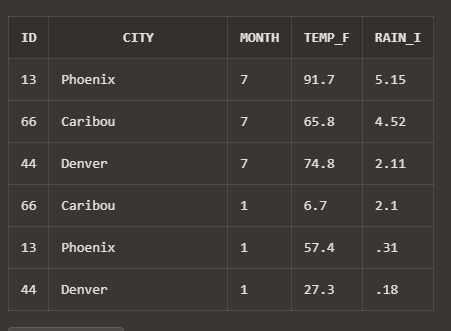 ID CITY MONTH TEMP_F RAIN_I
13 Phoenix 7 91.7 5.15
66 Caribou 7 65.8 4.52
44 Denver 7 74.8 2.11
66 Caribou 1 6.7 2.1
13 Phoenix 1 57.4 .31
44 Denver 1 27.3 .18